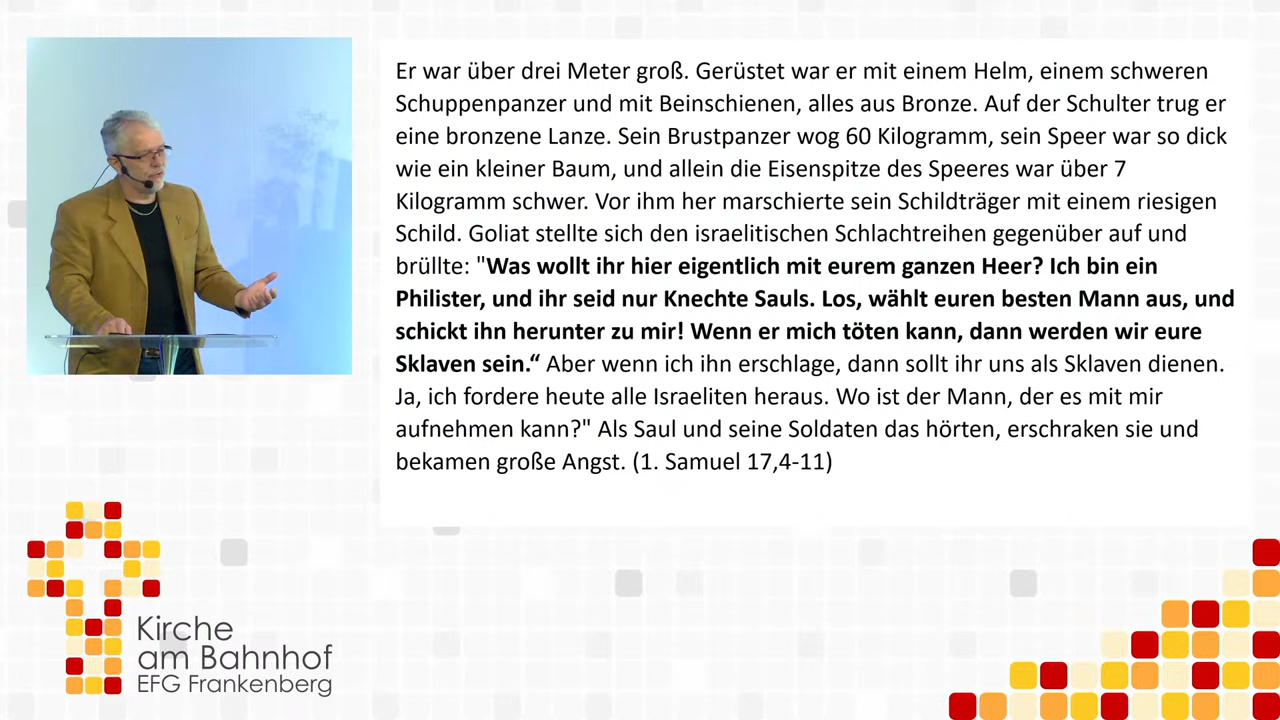 Er war über drei Meter groß. Gerüstet war er mit einem Helm, einem schweren
Schuppenpanzer und mit Beinschienen, alles aus Bronze. Auf der Schulter trug er
eine bronzene Lanze. Sein Brustpanzer wog 60 Kilogramm, sein Speer war so dick
wie ein kleiner Baum, und allein die Eisenspitze des Speeres war über 7
Kilogramm schwer. Vor ihm her marschierte sein Schildträger mit einem riesigen
Schild. Goliat stellte sich den israelitischen Schlachtreihen gegenüber auf und
brüllte: "Was wollt ihr hier eigentlich mit eurem ganzen Heer? Ich bin ein
Philister, und ihr seid nur Knechte Sauls. Los, wählt euren besten Mann aus, und
schickt ihn herunter zu mir! Wenn er mich töten kann, dann werden wir eure
Sklaven sein.“ Aber wenn ich ihn erschlage, dann sollt ihr uns als Sklaven dienen.
Ja, ich fordere heute alle Israeliten heraus. Wo ist der Mann, der es mit mir
aufnehmen kann?" Als Saul und seine Soldaten das hörten, erschraken sie und
bekamen große Angst. (1. Samuel 17,4-11)
Kirche
am Bahnhof
EFG Frankenberg